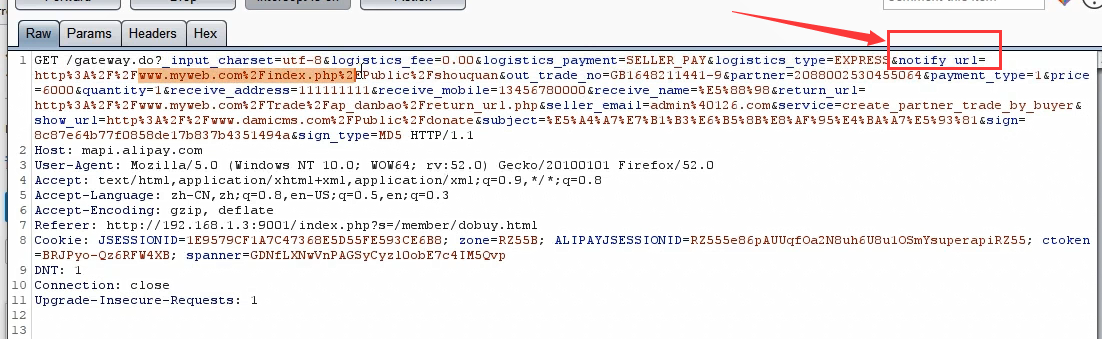 Forward Drop Intercept is on Action Comment this item
Raw Params Headers Hex
1 GET /gateway.do?_input_charset=utf-8&logistics_fee=0.00&logistics_payment=SELLER_PAY&logistics_type=EXPRESS&notify_url=
http%3A%2F%2Fwww.myweb.com%2Findex.php%2FPublic%2Fshouquan&out_trade_no=GB1648211441-9&partner=2088002530455064&payment_type=1&price
=6000&quantity=1&receive_address=111111111&receive_mobile=13456780000&receive_name=%E5%88%98&return_url=
http%3A%2F%2Fwww.myweb.com%2FTrade%2Fap_danbao%2Freturn_url.php&seller_email=admin%40126.com&service=create_partner_trade_by_buyer&
show_url=http%3A%2F%2Fwww.damicms.com%2FPublic%2Fdonate&subject=%E5%A4%A7%E7%B1%B3%E6%B5%8B%E8%AF%95%E4%BA%A7%E5%93%81&sign=
8c87e64b77f0858de17b837b4351494a&sign_type=MD5 HTTP/1.1
2 Host: mapi.alipay.com
3 User-Agent: Mozilla/5.0 (Windows NT 10.0; WOW64; rv:52.0) Gecko/20100101 Firefox/52.0
4 Accept: text/html,application/xhtml+xml,application/xml;q=0.9,*/*;q=0.8
5 Accept-Language: zh-CN,zh;q=0.8,en-US;q=0.5,en;q=0.3
6 Accept-Encoding: gzip, deflate
7 Referer: http://192.168.1.3:9001/index.php?s=/member/dobuy.html
8 Cookie: JSESSIONID=1E9579CF1A7C47368E5D55FE593CE6B8; zone=RZ55B; ALIPAYJSESSIONID=RZ555e86pAUUqfOa2N8uh6U8u1OSmYsuperapiRZ55; ctoken
=BRJPyo-Qz6RFW4XB; spanner=GDNfLXNwVnPAGSyCyzlOobE7c4IM5Qvp
9 DNT: 1
10 Connection: close
11 Upgrade-Insecure-Requests: 1
12
13